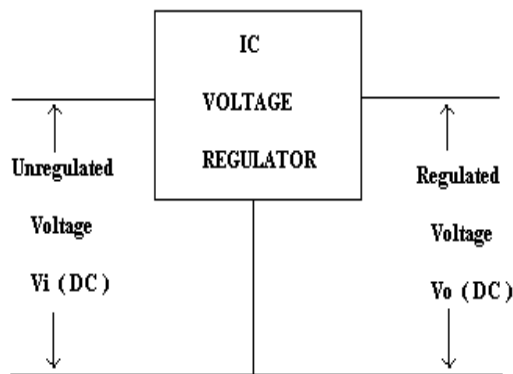 IC
VOLTAGE
REGULATOR
Unregulated
Voltage
Vi ( DC )
Regulated
Voltage
Vo ( DC )